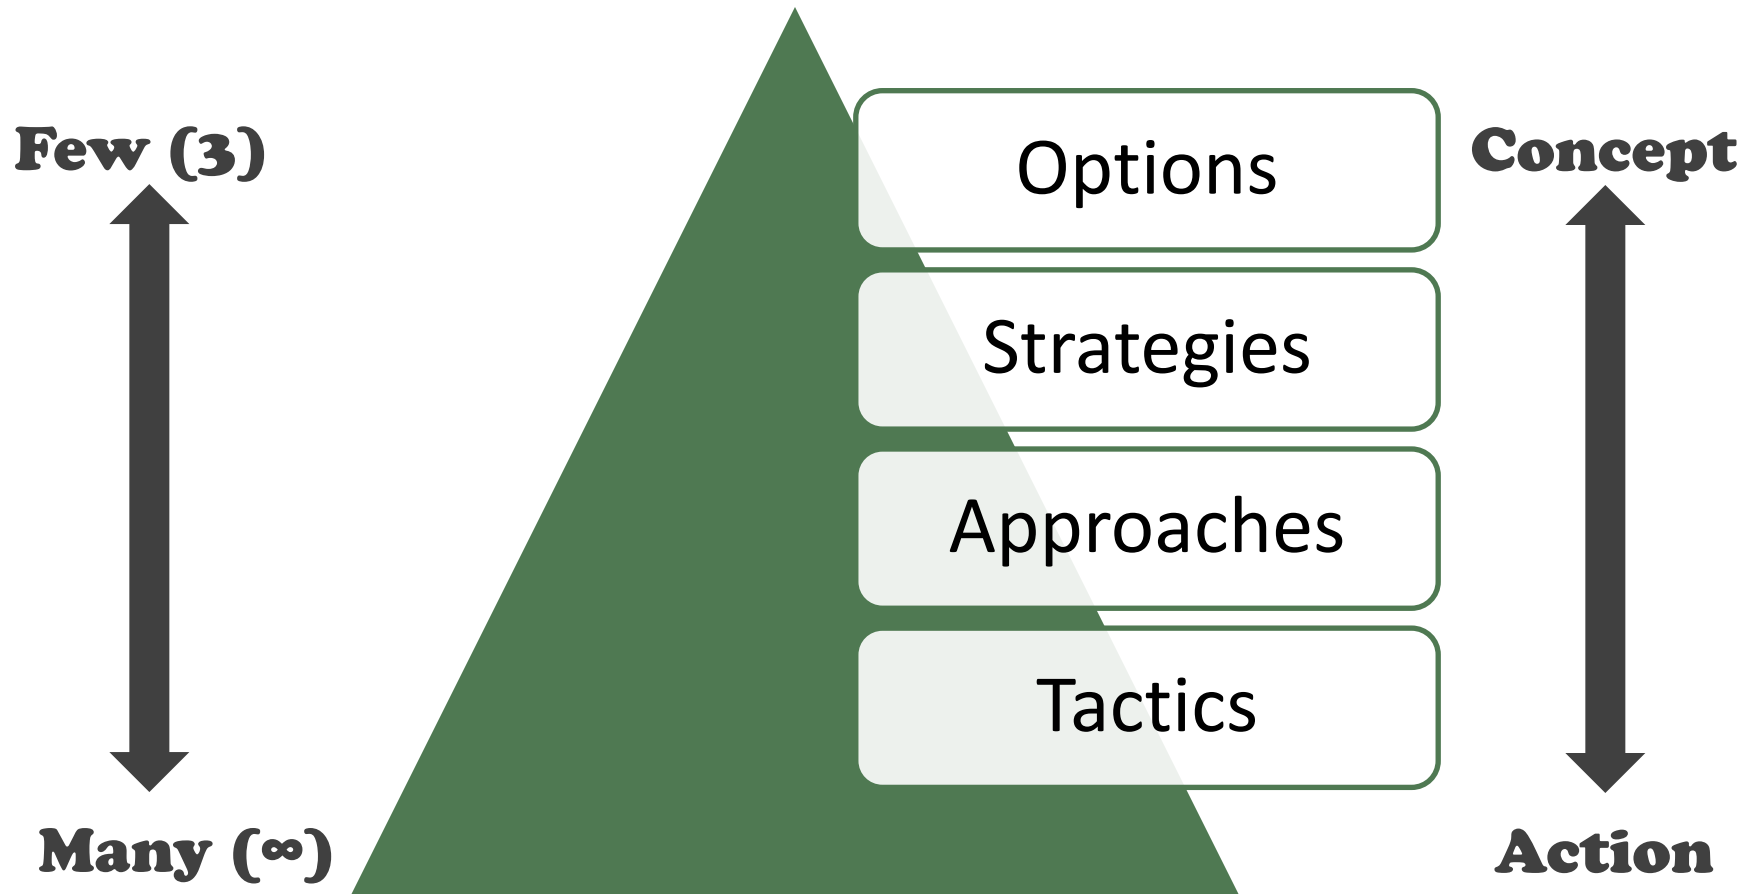 Few (3)
Options
Concept
Strategies
Approaches
Tactics
Many (∞)
Action